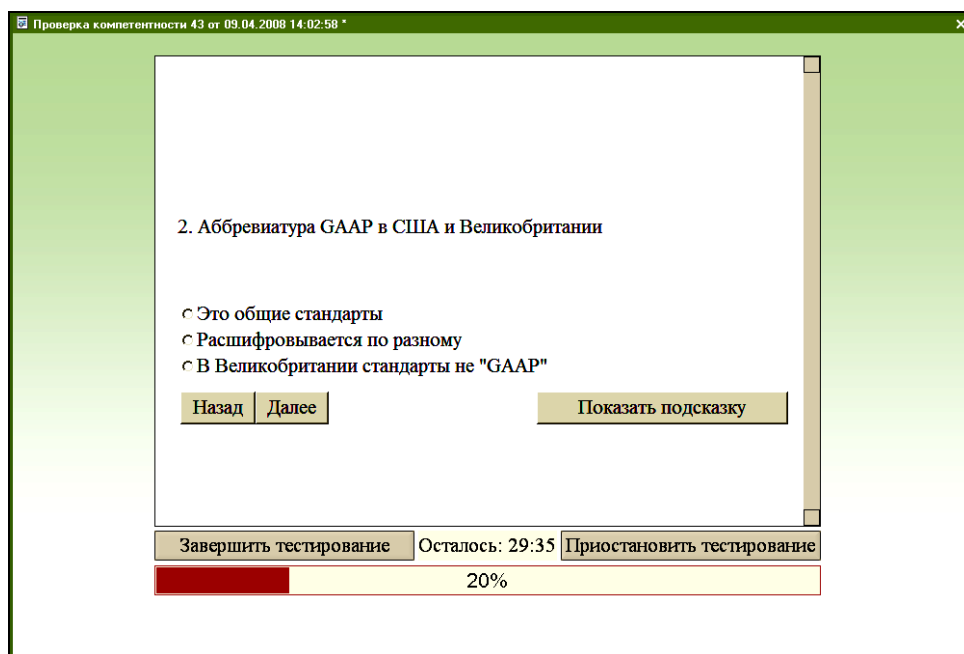 Проверка компетентности 43 от 09.04.2008 14:02:58 *
2. Аббревиатура GAAP в США и Великобритании
Это общие стандарты
Расшифровывается по разному
В Великобритании стандарты не "GAAP"
Назад Далее Показать подсказку
Завершить тестирование Осталось: 29:35 Приостановить тестирование
20%